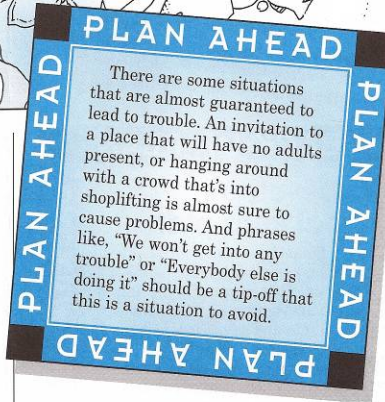 PLAN AHEAD
PLAN AHEAD
PLAN AHEAD
There are some situations
that are almost guaranteed to
lead to trouble. An invitation to
a place that will have no adults
present, or hanging around
with a crowd that's into
shoplifting is almost sure to
cause problems. And phrases
like, "We won't get into any
trouble" or "Everybody else is
doing it" should be a tip-off that
this is a situation to avoid.
PLAN AHEAD